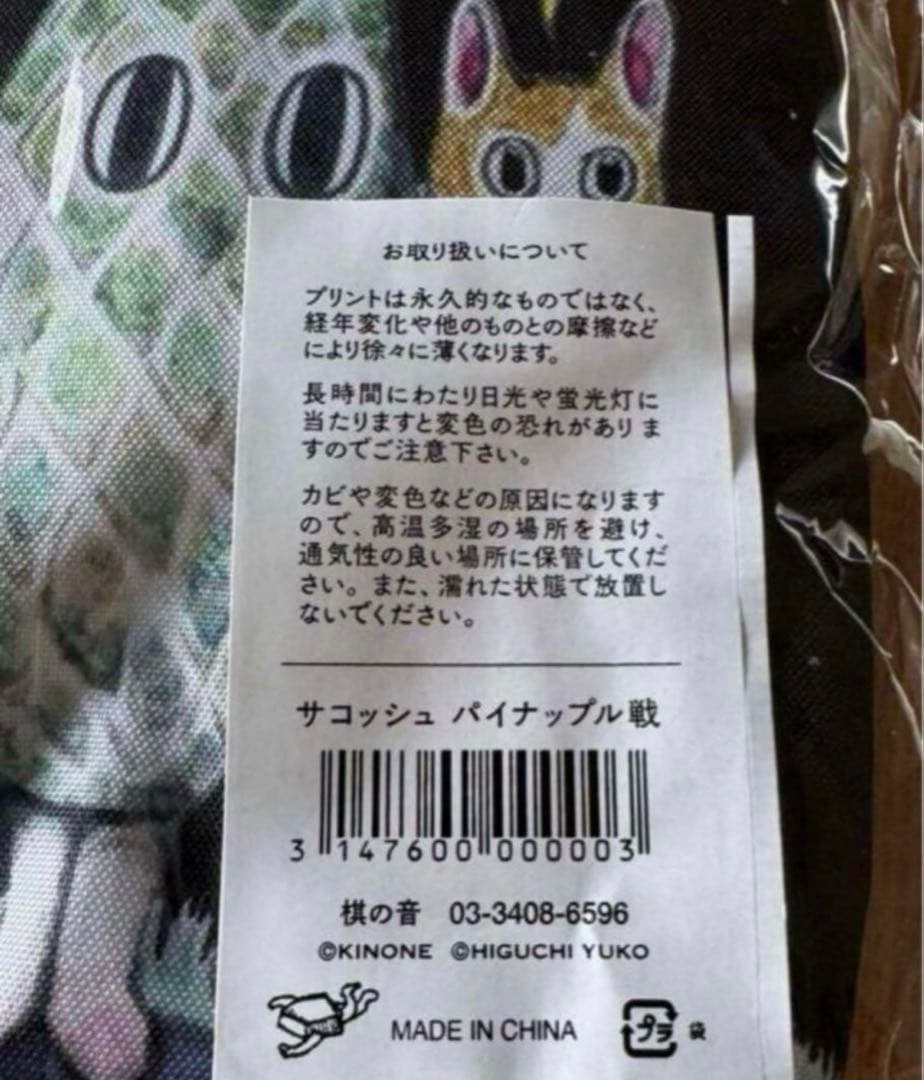 お取り扱いについて
プリントは永久的なものではなく、
経年変化や他のものとの摩擦など
により徐々に薄くなります。
長時間にわたり日光や蛍光灯に
当たりますと変色の恐れがありま
すのでご注意下さい。
カビや変色などの原因になります
ので、高温多湿の場所を避け、
通気性の良い場所に保管してくだ
さい。また、濡れた状態で放置し
ないでください。
サコッシュ パイナップル戦
3 147600 000003
棋の音 03-3408-6596
©KINONE ©HIGUCHI YUKO
MADE IN CHINA プラ 袋